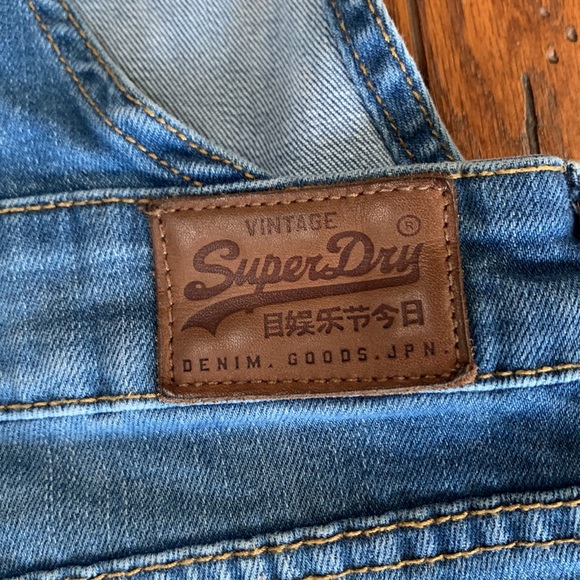 VINTAGE
SuperDry®
目娱乐节今日
DENIM. GOODS. JPN.